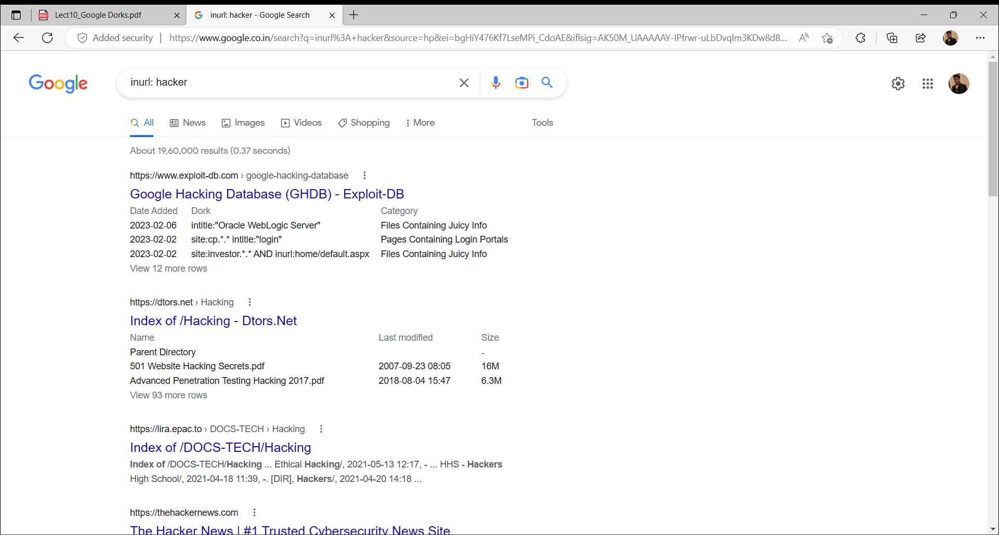 Lect10_Google Dorks.pdf
inurl: hacker - Google Search
Added security
https://www.google.co.in/search?q=inurl%3A+hacker&source=hp&ei=bgHiY476Kf7LseMPi_CdoAE&iflsig=AK50M_UAAAAAY-IPfrwr-uLbDvqlm3KDw8d8...
Google
inurl: hacker
All News Images Videos Shopping More Tools
About 19,60,000 results (0.37 seconds)
https://www.exploit-db.com › google-hacking-database
Google Hacking Database (GHDB) - Exploit-DB
Date Added Dork Category
2023-02-06 intitle:"Oracle WebLogic Server" Files Containing Juicy Info
2023-02-02 site:cp.*.* intitle:"login" Pages Containing Login Portals
2023-02-02 site:investor.*.* AND inurl:home/default.aspx Files Containing Juicy Info
View 12 more rows
https://dtors.net › Hacking
Index of /Hacking - Dtors.Net
Name Last modified Size
Parent Directory -
501 Website Hacking Secrets.pdf 2007-09-23 08:05 16M
Advanced Penetration Testing Hacking 2017.pdf 2018-08-04 15:47 6.3M
View 93 more rows
https://lira.epac.to › DOCS-TECH › Hacking
Index of /DOCS-TECH/Hacking
Index of /DOCS-TECH/Hacking ... Ethical Hacking/, 2021-05-13 12:17, - ... HHS - Hackers
High School/, 2021-04-18 11:39, -. [DIR], Hackers/, 2021-04-20 14:18 ...
https://thehackernews.com
The Hacker News | #1 Trusted Cybersecurity News Site